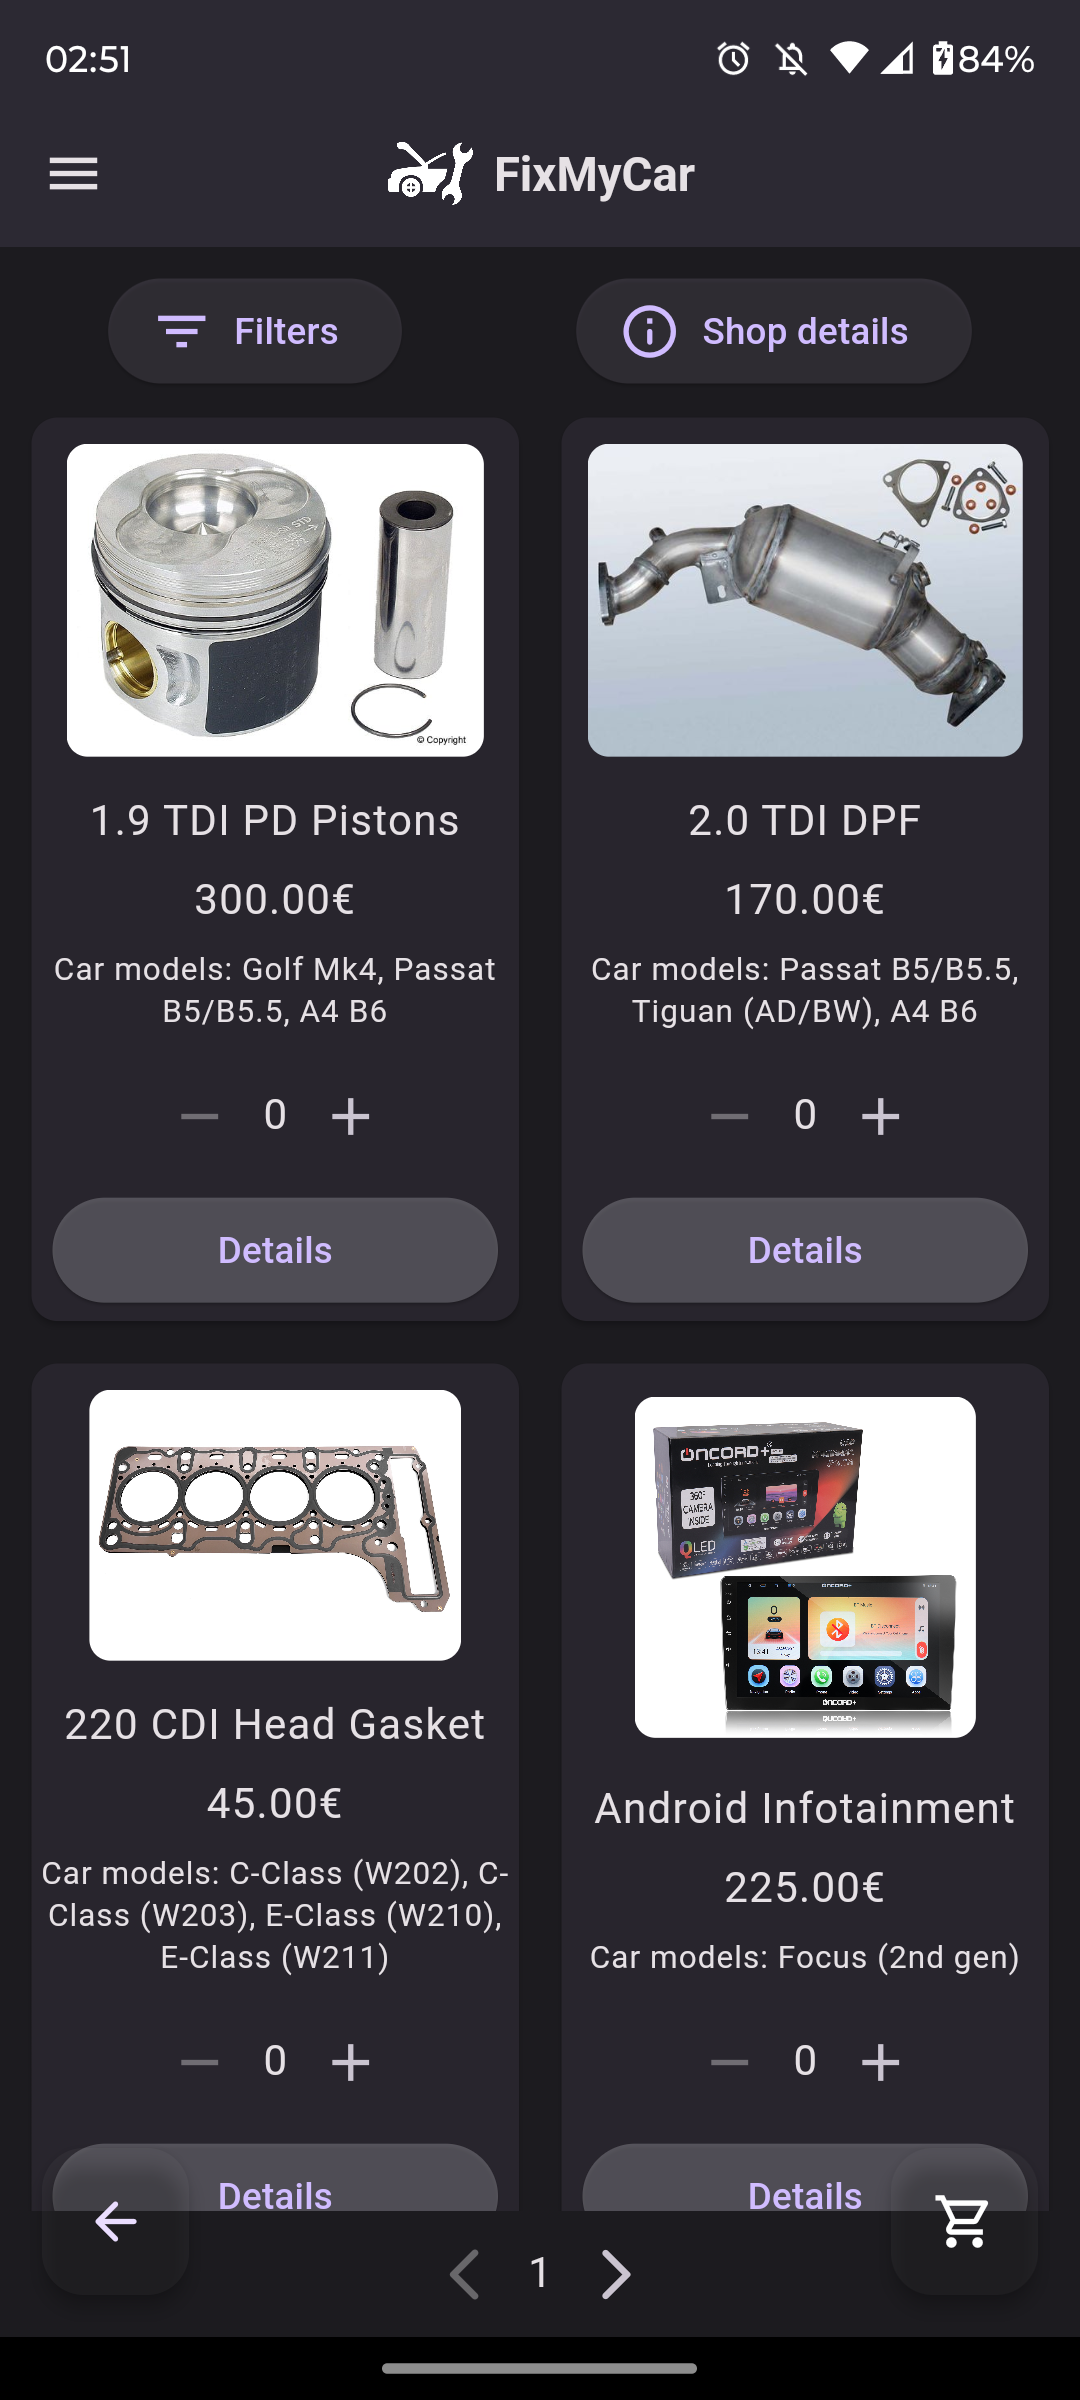 02:51
84%
FixMyCar
Filters
Shop details
© Copyright
1.9 TDI PD Pistons
300.00€
Car models: Golf Mk4, Passat
B5/B5.5, A4 B6
0
Details
2.0 TDI DPF
170.00€
Car models: Passat B5/B5.5,
Tiguan (AD/BW), A4 B6
0
Details
220 CDI Head Gasket
45.00€
Car models: C-Class (W202), C-
Class (W203), E-Class (W210),
E-Class (W211)
0
Details
ONCORD+
360°
CAMERA
INSIDE
QLED
ONCORD+
Android Infotainment
225.00€
Car models: Focus (2nd gen)
0
Details
1